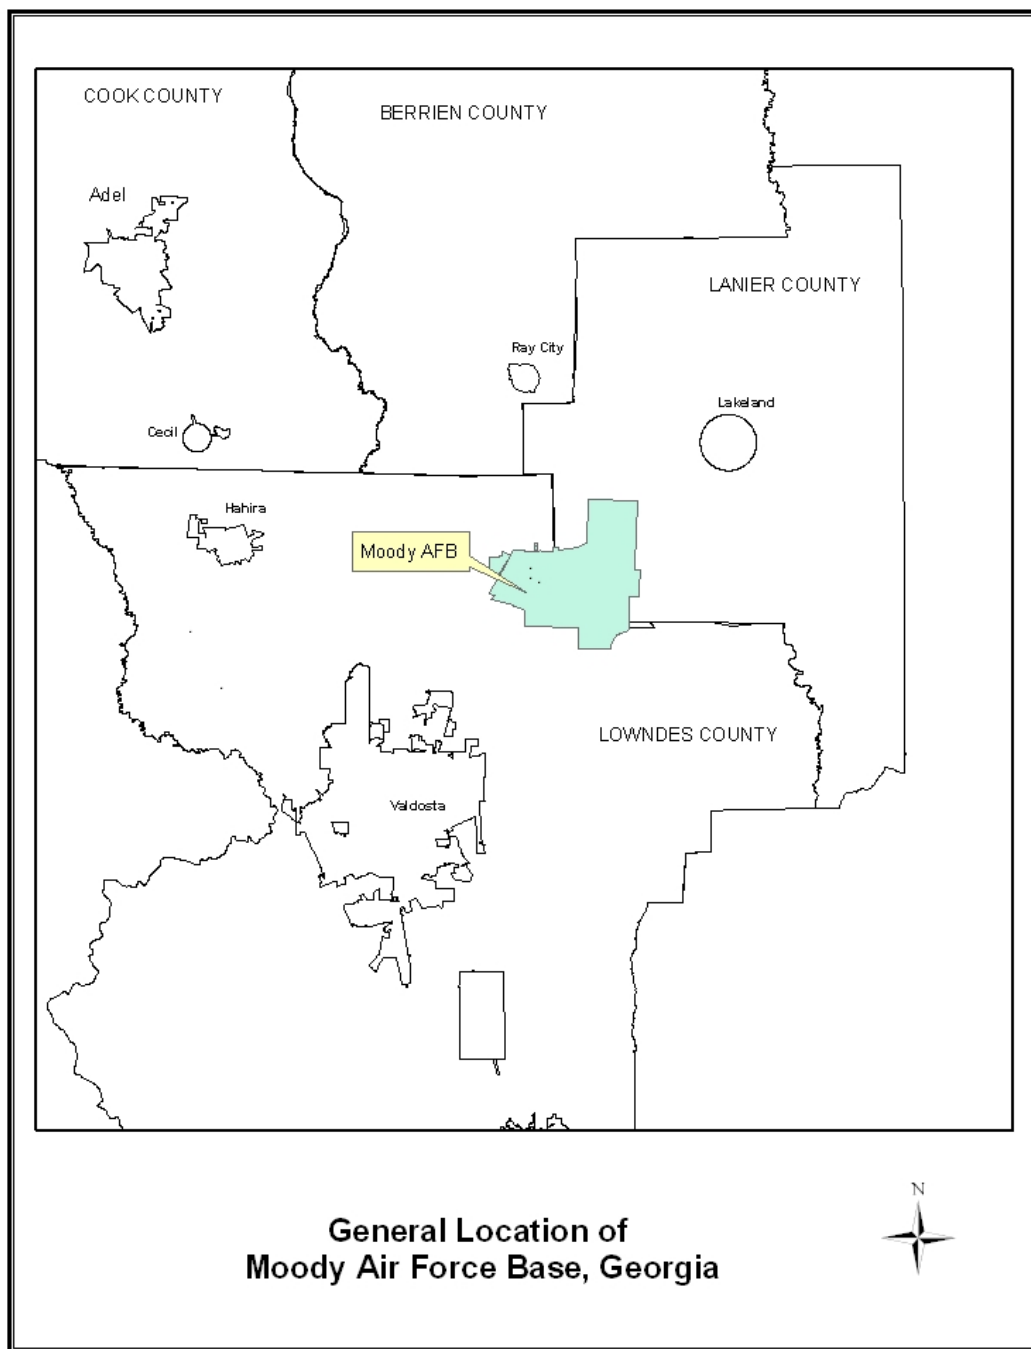 COOK COUNTY
BERRIEN COUNTY
Adel
LANIER COUNTY
Ray City
Lakeland
Cecil
Hahira
Moody AFB
LOWNDES COUNTY
Valdosta
N
General Location of
Moody Air Force Base, Georgia